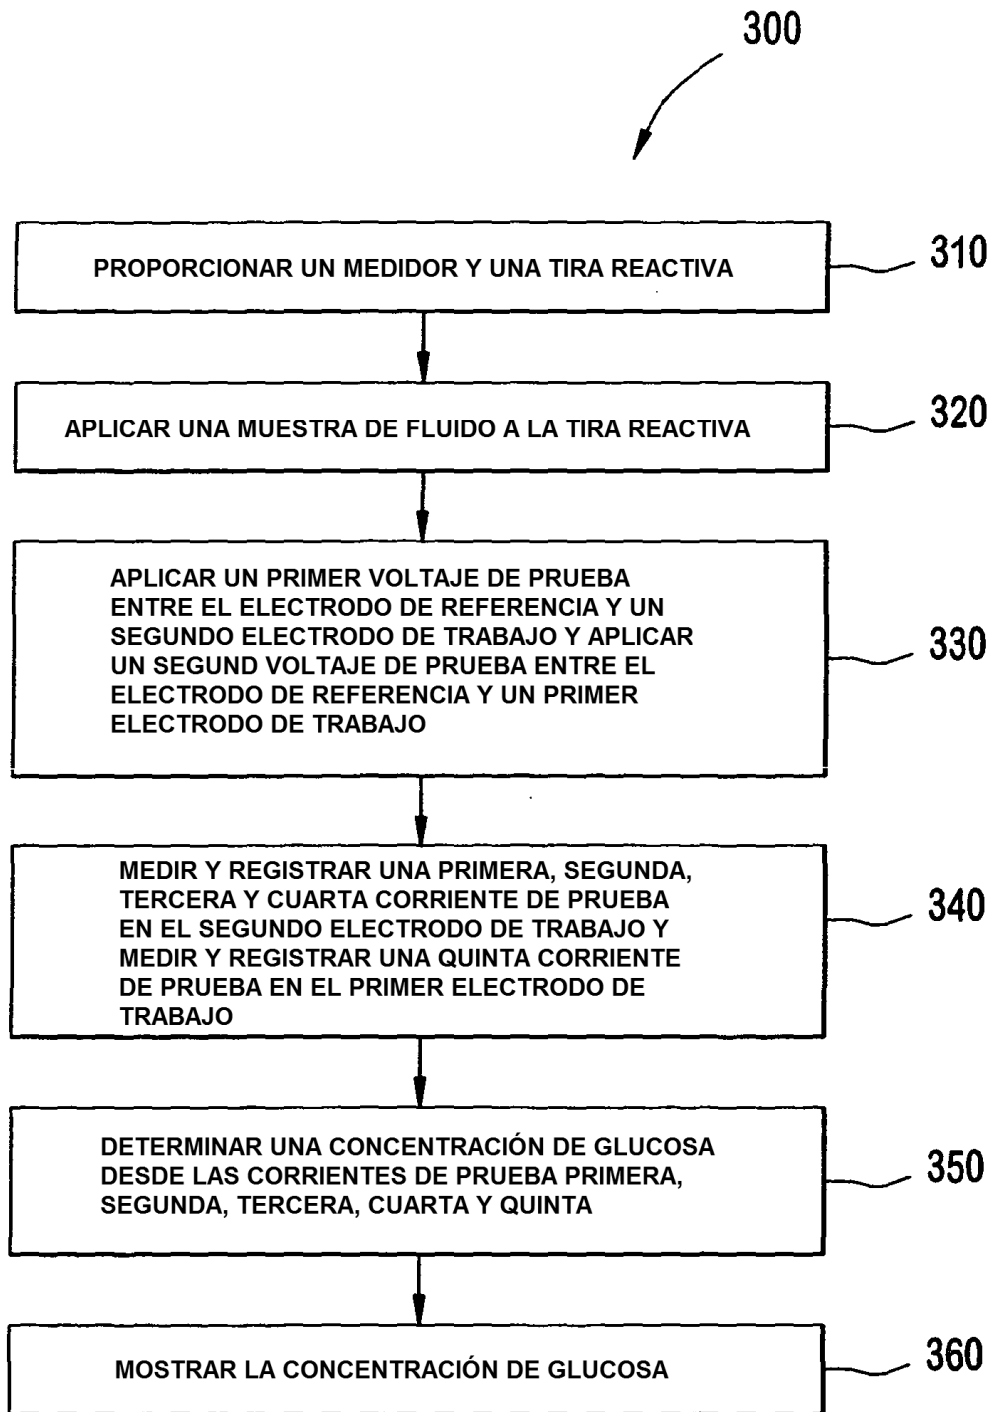 300
PROPORCIONAR UN MEDIDOR Y UNA TIRA REACTIVA
310
APLICAR UNA MUESTRA DE FLUIDO A LA TIRA REACTIVA
320
APLICAR UN PRIMER VOLTAJE DE PRUEBA
ENTRE EL ELECTRODO DE REFERENCIA Y UN
SEGUNDO ELECTRODO DE TRABAJO Y APLICAR
UN SEGUND VOLTAJE DE PRUEBA ENTRE EL
ELECTRODO DE REFERENCIA Y UN PRIMER
ELECTRODO DE TRABAJO
330
MEDIR Y REGISTRAR UNA PRIMERA, SEGUNDA,
TERCERA Y CUARTA CORRIENTE DE PRUEBA
EN EL SEGUNDO ELECTRODO DE TRABAJO Y
MEDIR Y REGISTRAR UNA QUINTA CORRIENTE
DE PRUEBA EN EL PRIMER ELECTRODO DE
TRABAJO
340
DETERMINAR UNA CONCENTRACIÓN DE GLUCOSA
DESDE LAS CORRIENTES DE PRUEBA PRIMERA,
SEGUNDA, TERCERA, CUARTA Y QUINTA
350
MOSTRAR LA CONCENTRACIÓN DE GLUCOSA
360